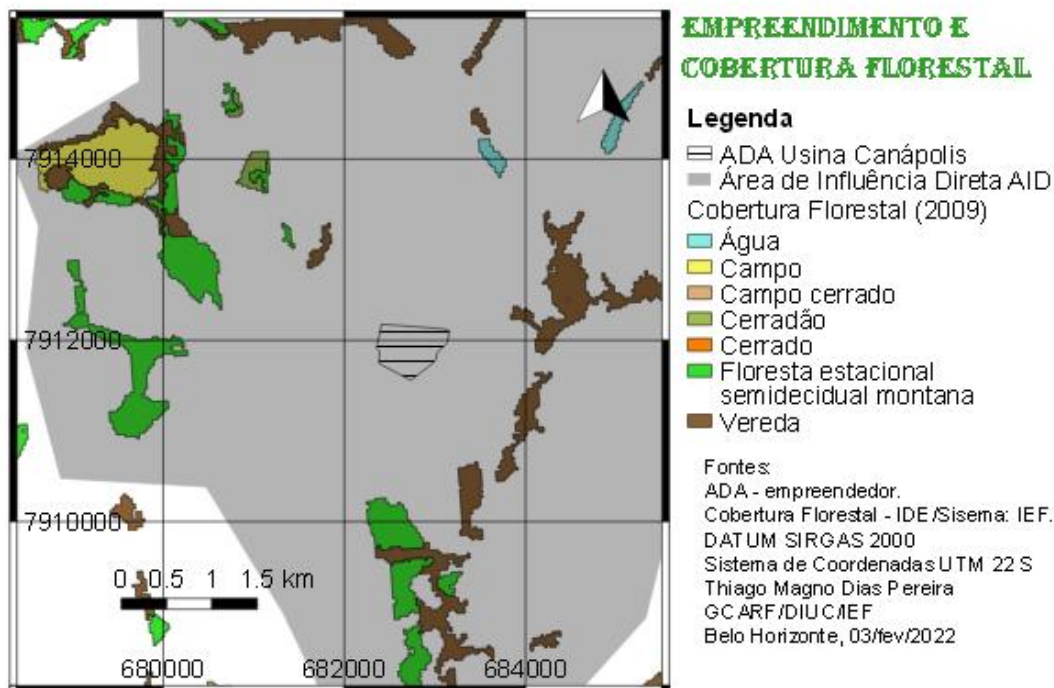 EMPREENDIMENTO E
COBERTURA FLORESTAL
Legenda
ADA Usina Canápolis
Área de Influência Direta AID
Cobertura Florestal (2009)
Água
Campo
Campo cerrado
Cerradão
Cerrado
Floresta estacional
semidecidual montana
Vereda
Fontes:
ADA - empreendedor.
Cobertura Florestal - IDE/Sisema: IEF.
DATUM SIRGAS 2000
Sistema de Coordenadas UTM 22 S
Thiago Magno Dias Pereira
GCARF/DIUC/IEF
Belo Horizonte, 03/fev/2022
7914000
7912000
7910000
0 0.5 1 1.5 km
680000 682000 684000